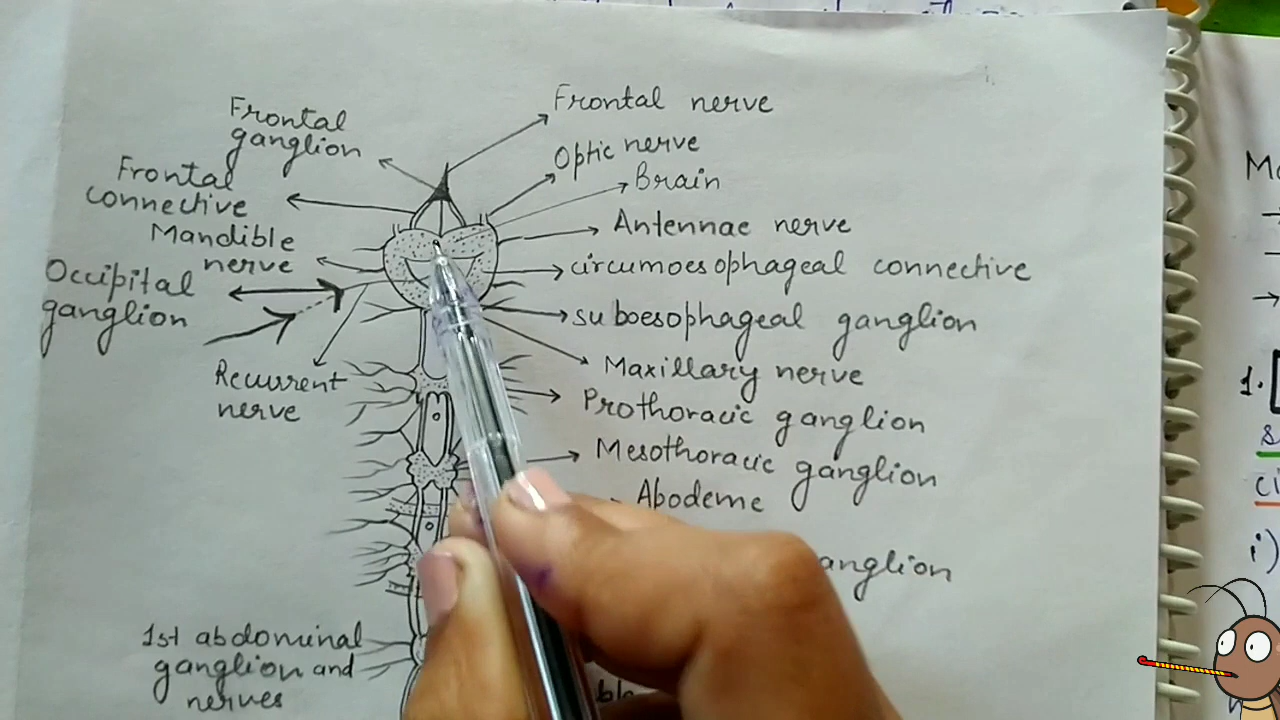 Frontal nerve
Frontal
ganglion
Optic nerve
Brain
Frontal
connective
Antennae nerve
Mandible
nerve
circumoesophageal connective
Occipital
ganglion
suboesophageal ganglion
Maxillary nerve
Recurrent
nerve
Prothoracic ganglion
Mesothoracic ganglion
Abodeme
anglion
1st abdominal
ganglion and
nerves
1.
i)